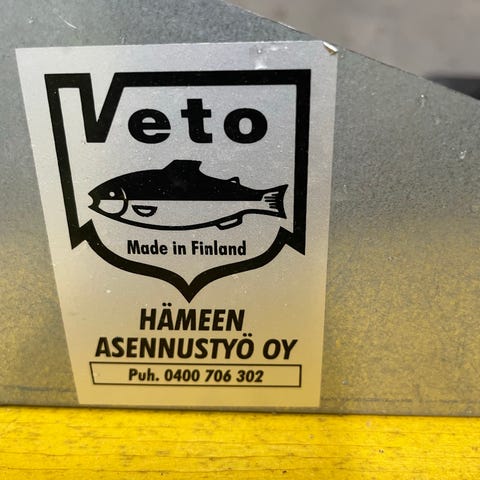 Veto
Made in Finland
HÄMEEN
ASENNUSTYÖ OY
Puh. 0400 706 302